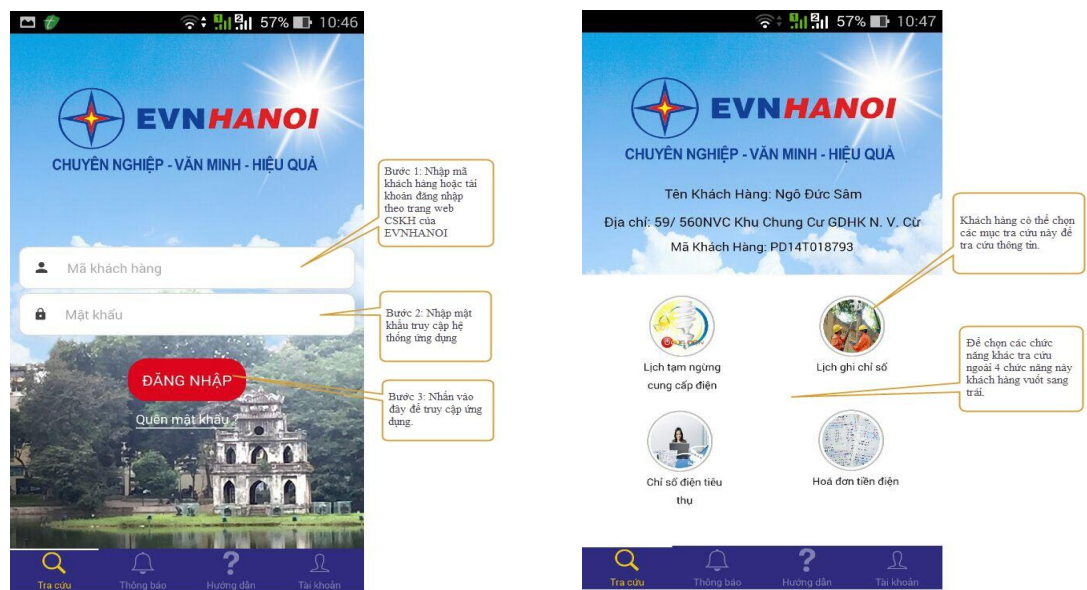 57% 10:46
EVNHANOI
CHUYÊN NGHIỆP - VĂN MINH - HIỆU QUẢ
Mã khách hàng
Mật khẩu
ĐĂNG NHẬP
Quên mật khẩu ?
Tra cứu Thông báo Hướng dẫn Tài khoản
Bước 1: Nhập mã
khách hàng hoặc tài
khoản đăng nhập
theo trang web
CSKH của
EVNHANOI
Bước 2: Nhập mật
khẩu truy cập hệ
thống ứng dụng
Bước 3: Nhấn vào
đây để truy cập ứng
dụng.
57% 10:47
EVNHANOI
CHUYÊN NGHIỆP - VĂN MINH - HIỆU QUẢ
Tên Khách Hàng: Ngô Đức Sâm
Địa chỉ: 59/ 560NVC Khu Chung Cư GDHK N. V. Cừ
Mã Khách Hàng: PD14T018793
Lịch tạm ngừng
cung cấp điện
Lịch ghi chỉ số
Chỉ số điện tiêu
thụ
Hoá đơn tiền điện
Tra cứu Thông báo Hướng dẫn Tài khoản
Khách hàng có thể chọn
các mục tra cứu này để
tra cứu thông tin.
Để chọn các chức
năng khác tra cứu
ngoài 4 chức năng này
khách hàng vuốt sang
trái.